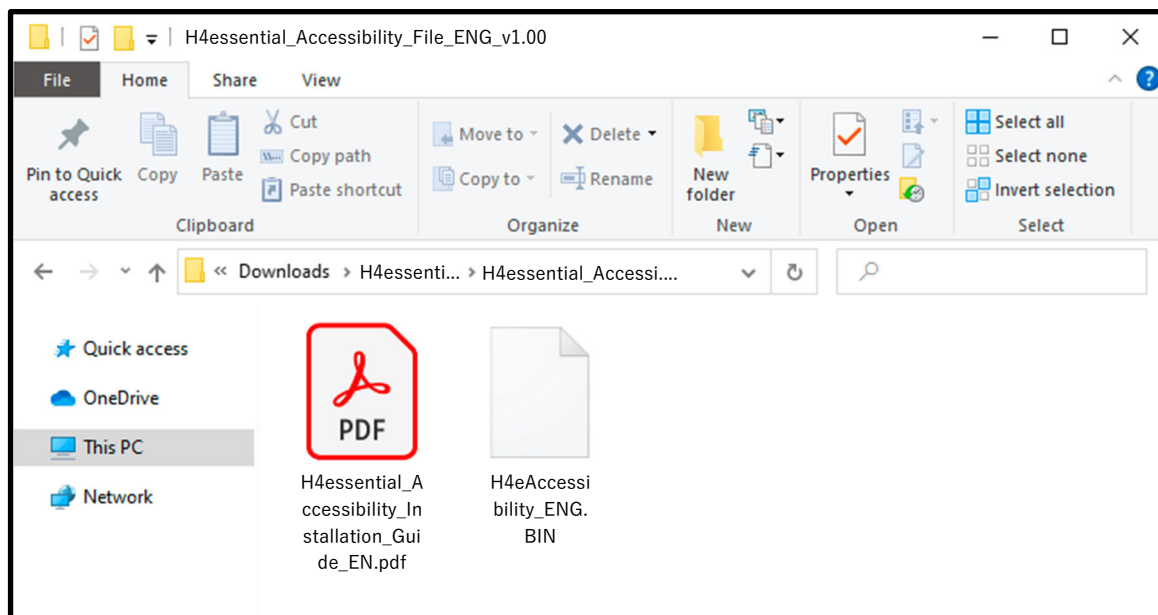 H4essential_Accessibility_File_ENG_v1.00
File Home Share View
?
Pin to Quick access
Copy
Paste
Cut
Copy path
Paste shortcut
Clipboard
Move to
Copy to
Delete
Rename
Organize
New folder
New
Properties
Open
Select all
Select none
Invert selection
Select
« Downloads > H4essenti... > H4essential_Accessi....
Quick access
OneDrive
This PC
Network
PDF
H4essential_A
ccessibility_In
stallation_Gui
de_EN.pdf
H4eAccessi
bility_ENG.
BIN